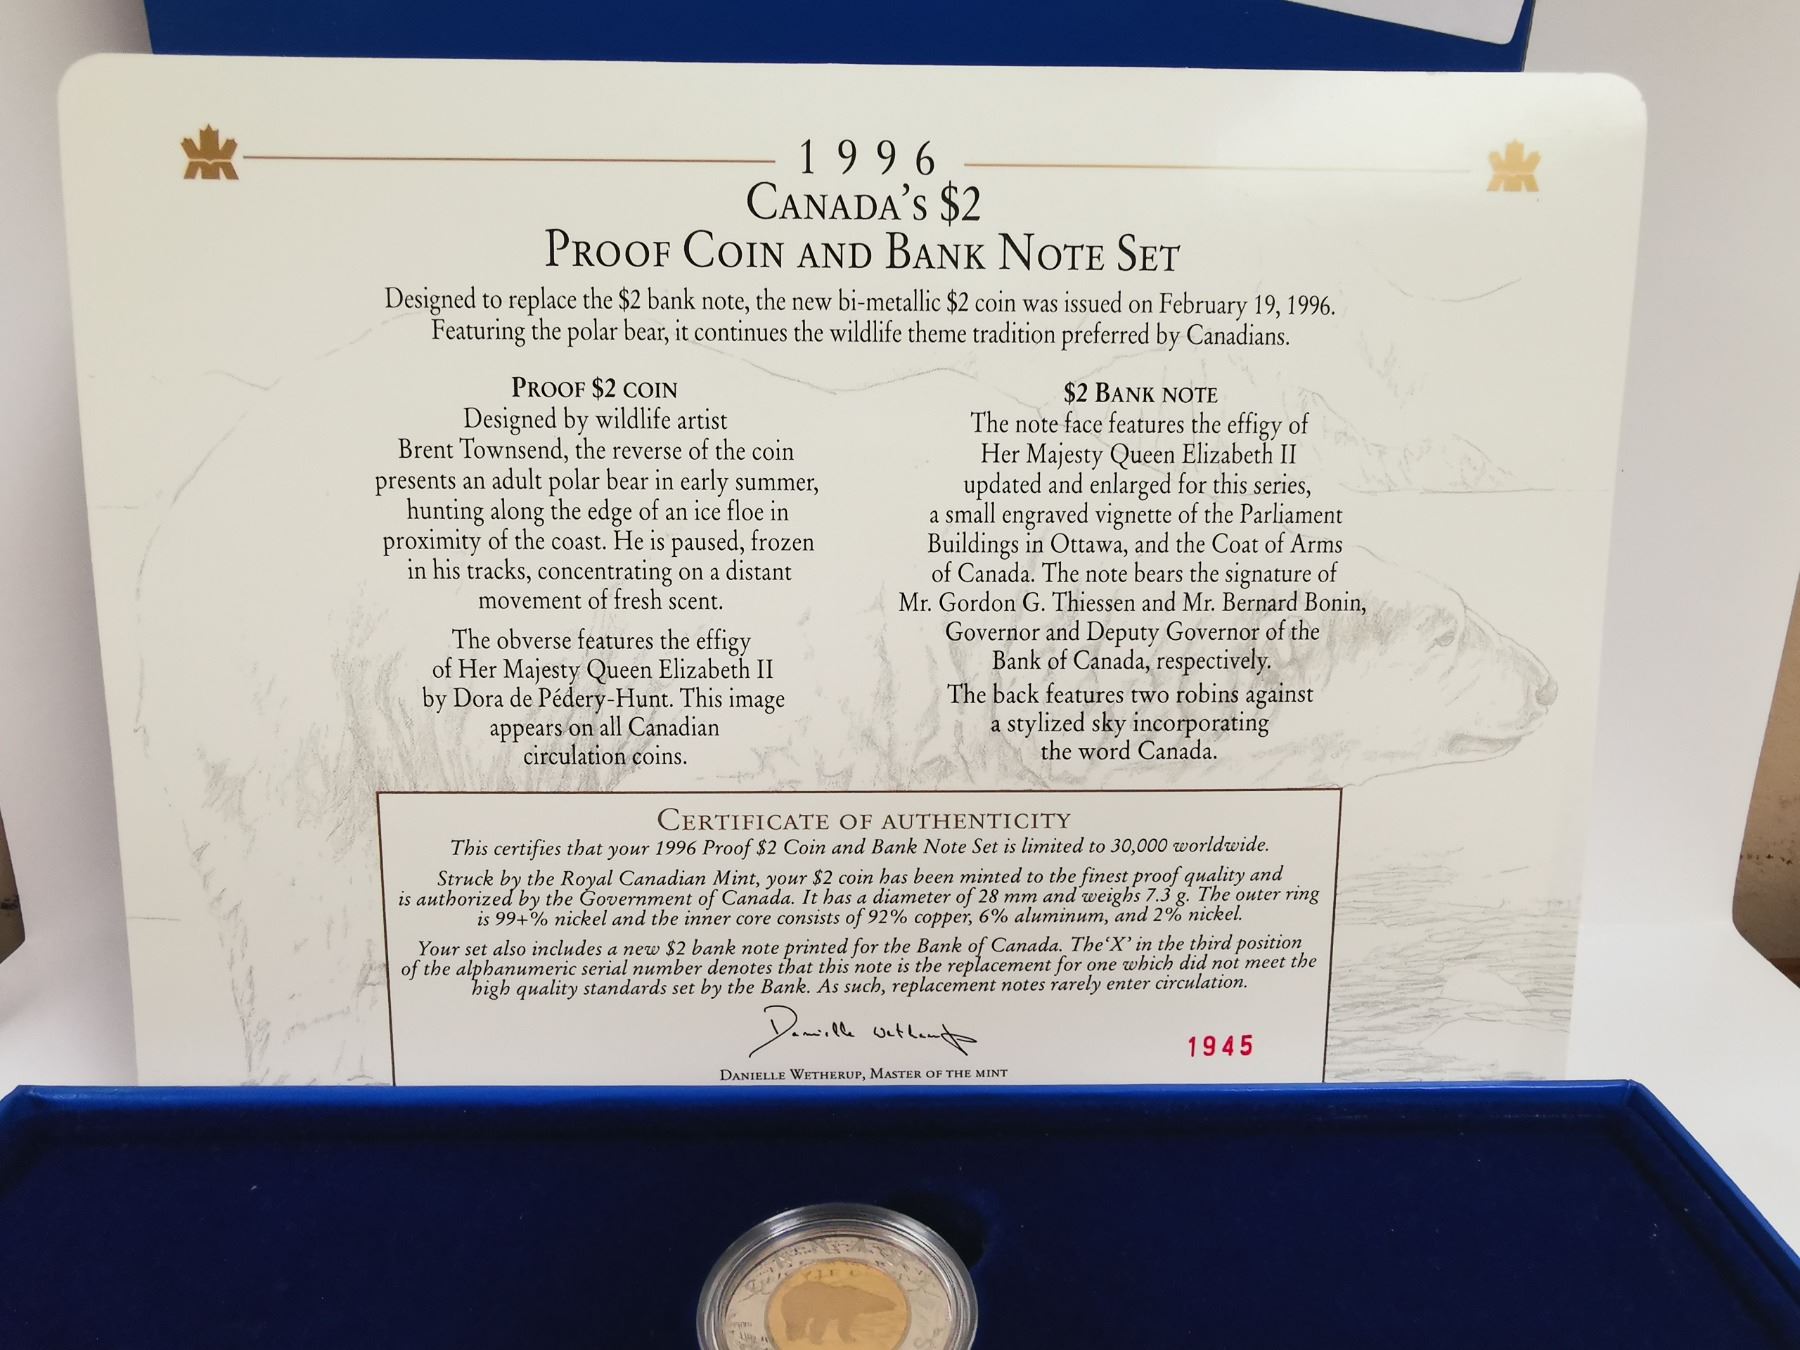 1996
CANADA'S $2
PROOF COIN AND BANK NOTE SET
Designed to replace the $2 bank note, the new bi-metallic $2 coin was issued on February 19, 1996.
Featuring the polar bear, it continues the wildlife theme tradition preferred by Canadians.
PROOF $2 COIN
Designed by wildlife artist
Brent Townsend, the reverse of the coin
presents an adult polar bear in early summer,
hunting along the edge of an ice floe in
proximity of the coast. He is paused, frozen
in his tracks, concentrating on a distant
movement of fresh scent.
The obverse features the effigy
of Her Majesty Queen Elizabeth II
by Dora de Pédery-Hunt. This image
appears on all Canadian
circulation coins.
$2 BANK NOTE
The note face features the effigy of
Her Majesty Queen Elizabeth II
updated and enlarged for this series,
a small engraved vignette of the Parliament
Buildings in Ottawa, and the Coat of Arms
of Canada. The note bears the signature of
Mr. Gordon G. Thiessen and Mr. Bernard Bonin,
Governor and Deputy Governor of the
Bank of Canada, respectively.
The back features two robins against
a stylized sky incorporating
the word Canada.
CERTIFICATE OF AUTHENTICITY
This certifies that your 1996 Proof $2 Coin and Bank Note Set is limited to 30,000 worldwide.
Struck by the Royal Canadian Mint, your $2 coin has been minted to the finest proof quality and
is authorized by the Government of Canada. It has a diameter of 28 mm and weighs 7.3 g. The outer ring
is 99+% nickel and the inner core consists of 92% copper, 6% aluminum, and 2% nickel.
Your set also includes a new $2 bank note printed for the Bank of Canada. The 'X' in the third position
of the alphanumeric serial number denotes that this note is the replacement for one which did not meet the
high quality standards set by the Bank. As such, replacement notes rarely enter circulation.
Danielle Wetherup
1945
DANIELLE WETHERUP, MASTER OF THE MINT